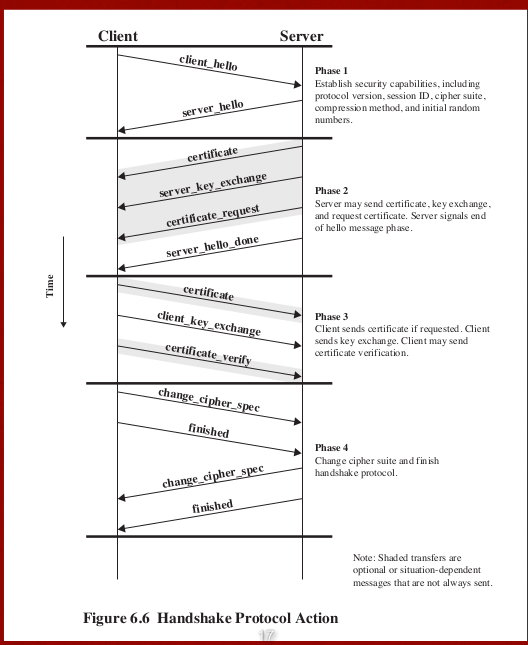 Client
Server
client_hello
server_hello
Phase 1
Establish security capabilities, including
protocol version, session ID, cipher suite,
compression method, and initial random
numbers.
certificate
server_key_exchange
certificate_request
server_hello_done
Phase 2
Server may send certificate, key exchange,
and request certificate. Server signals end
of hello message phase.
Time
certificate
client_key_exchange
certificate_verify
Phase 3
Client sends certificate if requested. Client
sends key exchange. Client may send
certificate verification.
change_cipher_spec
finished
change_cipher_spec
finished
Phase 4
Change cipher suite and finish
handshake protocol.
Note: Shaded transfers are
optional or situation-dependent
messages that are not always sent.
Figure 6.6 Handshake Protocol Action
17